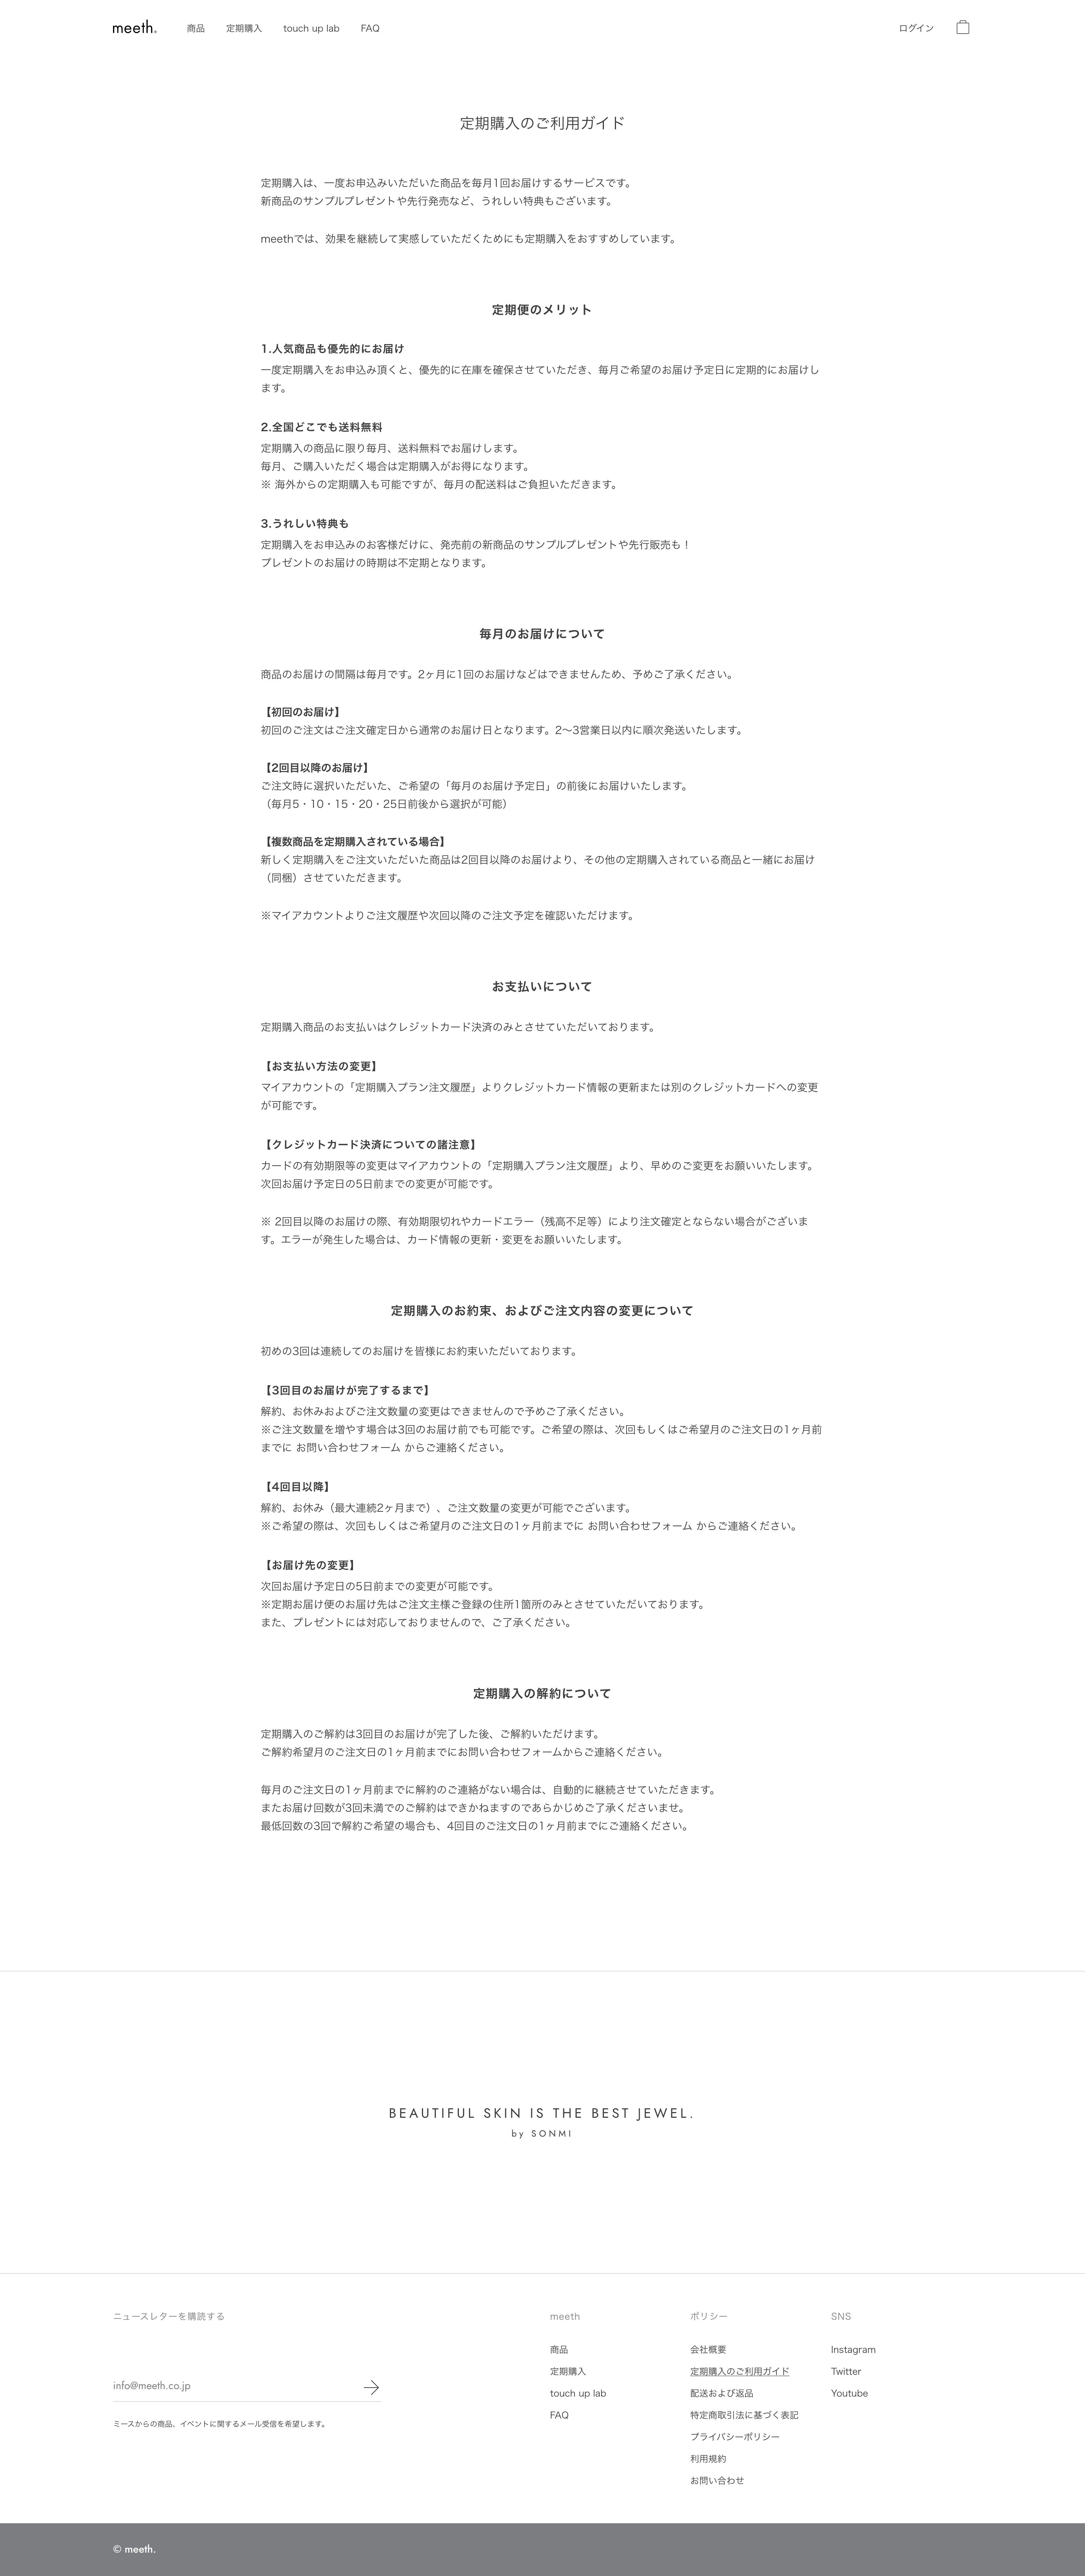 meeth.
商品
定期購入
touch up lab
FAQ
ログイン
定期購入のご利用ガイド
定期購入は、一度お申込みいただいた商品を毎月1回お届けするサービスです。
新商品のサンプルプレゼントや先行発売など、うれしい特典もございます。
meethでは、効果を継続して実感していただくためにも定期購入をおすすめしています。
定期便のメリット
1.人気商品も優先的にお届け
一度定期購入をお申込み頂くと、優先的に在庫を確保させていただき、毎月ご希望のお届け予定日に定期的にお届けし
ます。
2.全国どこでも送料無料
定期購入の商品に限り毎月、送料無料でお届けします。
毎月、ご購入いただく場合は定期購入がお得になります。
※ 海外からの定期購入も可能ですが、毎月の配送料はご負担いただきます。
3.うれしい特典も
定期購入をお申込みのお客様だけに、発売前の新商品のサンプルプレゼントや先行販売も！
プレゼントのお届けの時期は不定期となります。
毎月のお届けについて
商品のお届けの間隔は毎月です。2ヶ月に1回のお届けなどはできませんため、予めご了承ください。
【初回のお届け】
初回のご注文はご注文確定日から通常のお届け日となります。2〜3営業日以内に順次発送いたします。
【2回目以降のお届け】
ご注文時に選択いただいた、ご希望の「毎月のお届け予定日」の前後にお届けいたします。
（毎月5・10・15・20・25日前後から選択が可能）
【複数商品を定期購入されている場合】
新しく定期購入をご注文いただいた商品は2回目以降のお届けより、その他の定期購入されている商品と一緒にお届け
（同梱）させていただきます。
※マイアカウントよりご注文履歴や次回以降のご注文予定を確認いただけます。
お支払いについて
定期購入商品のお支払いはクレジットカード決済のみとさせていただいております。
【お支払い方法の変更】
マイアカウントの「定期購入プラン注文履歴」よりクレジットカード情報の更新または別のクレジットカードへの変更
が可能です。
【クレジットカード決済についての諸注意】
カードの有効期限等の変更はマイアカウントの「定期購入プラン注文履歴」より、早めのご変更をお願いいたします。
次回お届け予定日の5日前までの変更が可能です。
※ 2回目以降のお届けの際、有効期限切れやカードエラー（残高不足等）により注文確定とならない場合がございま
す。エラーが発生した場合は、カード情報の更新・変更をお願いいたします。
定期購入のお約束、およびご注文内容の変更について
初めの3回は連続してのお届けを皆様にお約束いただいております。
【3回目のお届けが完了するまで】
解約、お休みおよびご注文数量の変更はできませんので予めご了承ください。
※ご注文数量を増やす場合は3回のお届け前でも可能です。ご希望の際は、次回もしくはご希望月のご注文日の1ヶ月前
までに お問い合わせフォーム からご連絡ください。
【4回目以降】
解約、お休み（最大連続2ヶ月まで）、ご注文数量の変更が可能でございます。
※ご希望の際は、次回もしくはご希望月のご注文日の1ヶ月前までに お問い合わせフォーム からご連絡ください。
【お届け先の変更】
次回お届け予定日の5日前までの変更が可能です。
※定期お届け便のお届け先はご注文主様ご登録の住所1箇所のみとさせていただいております。
また、プレゼントには対応しておりませんので、ご了承ください。
定期購入の解約について
定期購入のご解約は3回目のお届けが完了した後、ご解約いただけます。
ご解約希望月のご注文日の1ヶ月前までにお問い合わせフォームからご連絡ください。
毎月のご注文日の1ヶ月前までに解約のご連絡がない場合は、自動的に継続させていただきます。
またお届け回数が3回未満でのご解約はできかねますのであらかじめご了承くださいませ。
最低回数の3回で解約ご希望の場合も、4回目のご注文日の1ヶ月前までにご連絡ください。
BEAUTIFUL SKIN IS THE BEST JEWEL.
by SONMI
ニュースレターを購読する
info@meeth.co.jp
ミースからの商品、イベントに関するメール受信を希望します。
meeth
商品
定期購入
touch up lab
FAQ
ポリシー
会社概要
定期購入のご利用ガイド
配送および返品
特定商取引法に基づく表記
プライバシーポリシー
利用規約
お問い合わせ
SNS
Instagram
Twitter
Youtube
© meeth.